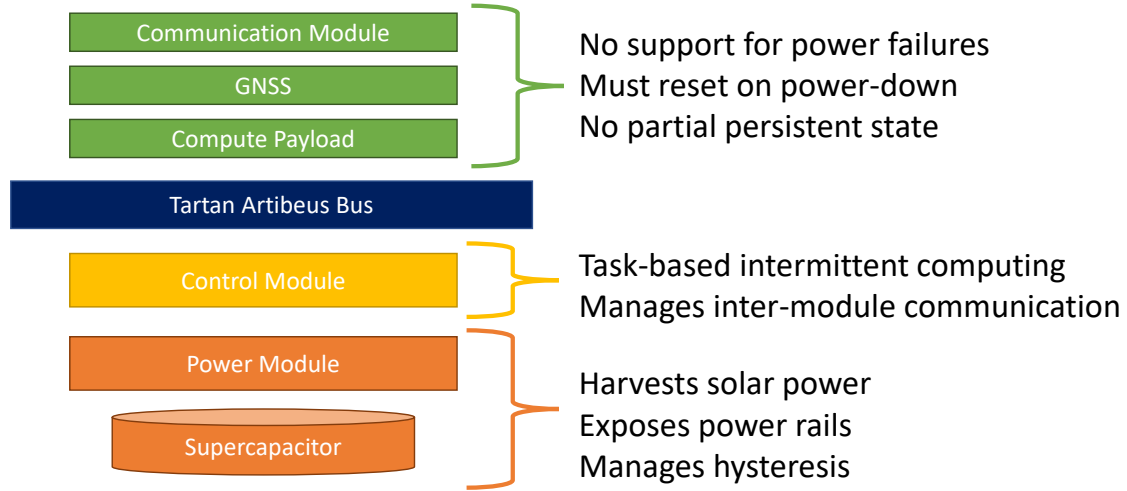 Communication Module
GNSS
Compute Payload
No support for power failures
Must reset on power-down
No partial persistent state
Tartan Artibeus Bus
Control Module
Task-based intermittent computing
Manages inter-module communication
Power Module
Supercapacitor
Harvests solar power
Exposes power rails
Manages hysteresis